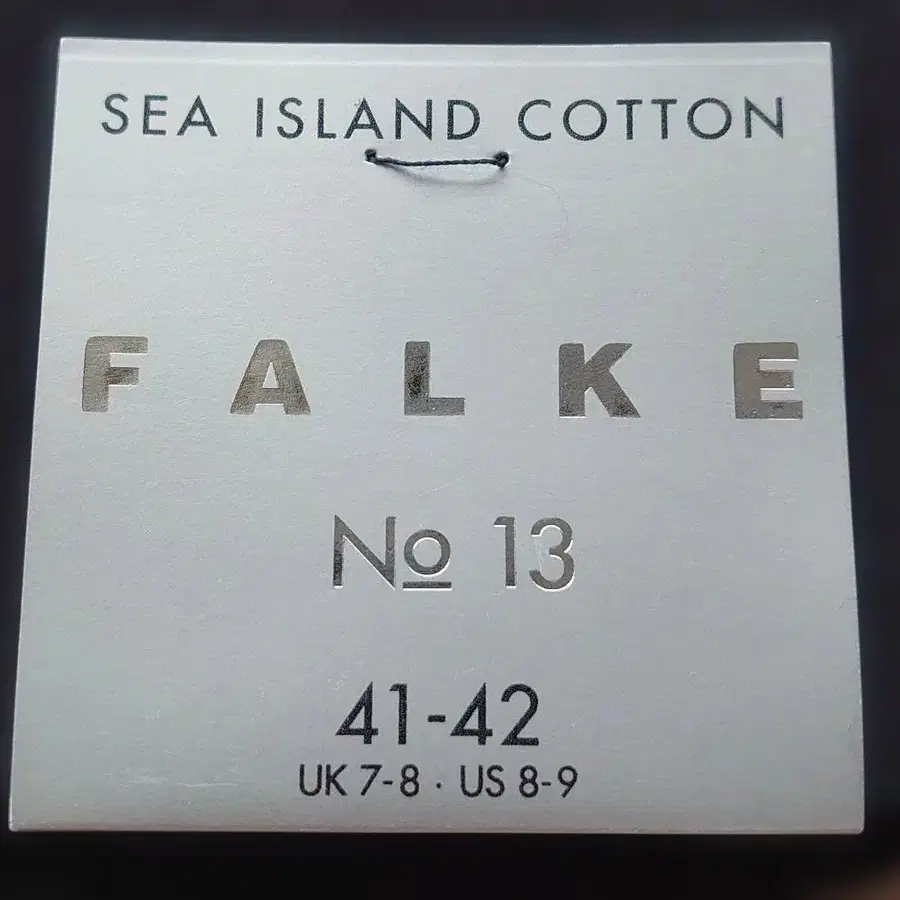 SEA ISLAND COTTON
FALKE
No 13
41-42
UK 7-8 · US 8-9